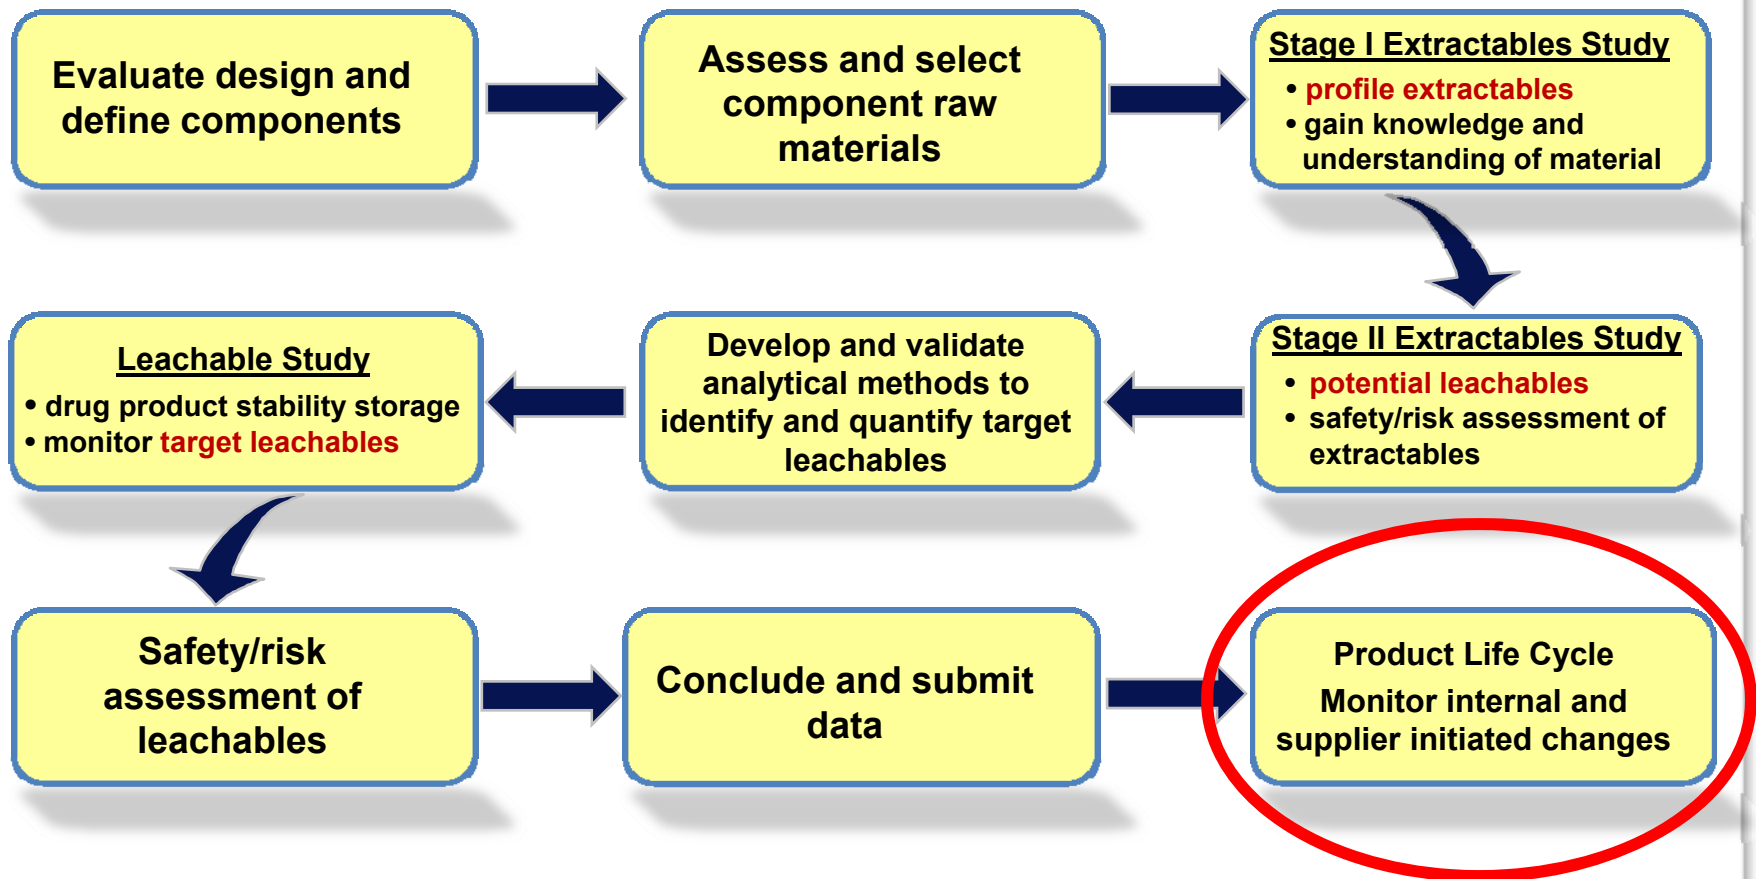 Evaluate design and
define components
Assess and select
component raw
materials
Stage I Extractables Study
• profile extractables
• gain knowledge and
understanding of material
Stage II Extractables Study
• potential leachables
• safety/risk assessment of
extractables
Develop and validate
analytical methods to
identify and quantify target
leachables
Leachable Study
• drug product stability storage
• monitor target leachables
Safety/risk
assessment of
leachables
Conclude and submit
data
Product Life Cycle
Monitor internal and
supplier initiated changes